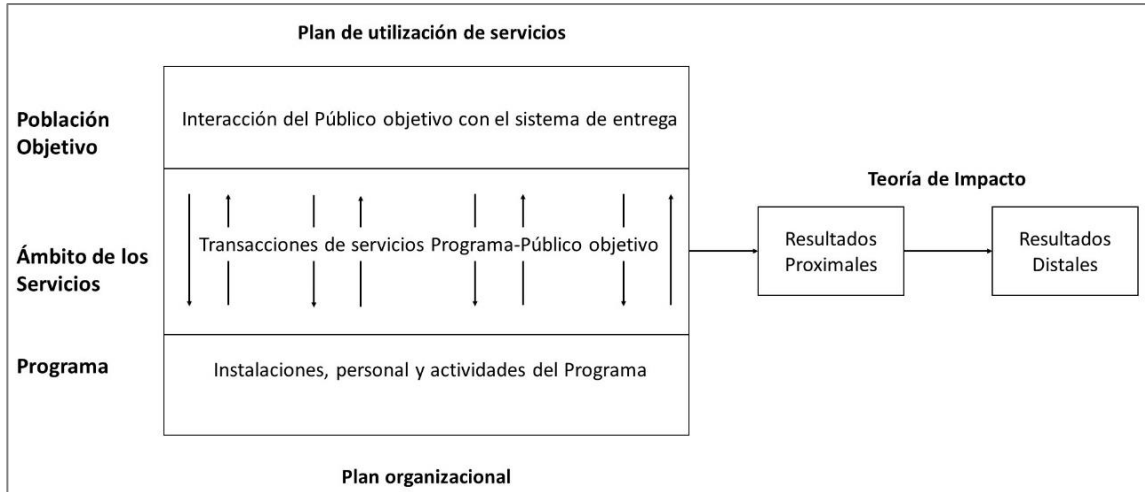 Plan de utilización de servicios
Población
Objetivo
Interacción del Público objetivo con el sistema de entrega
Ámbito de los
Servicios
Transacciones de servicios Programa-Público objetivo
Teoría de Impacto
Resultados
Proximales
Resultados
Distales
Programa
Instalaciones, personal y actividades del Programa
Plan organizacional